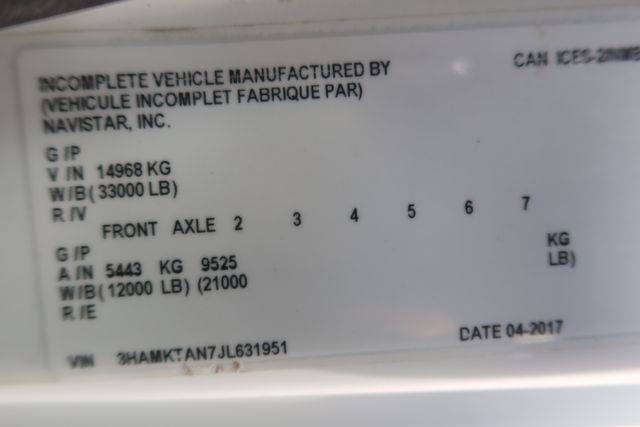 CAN ICES-2/NMB
INCOMPLETE VEHICLE MANUFACTURED BY
(VEHICULE INCOMPLET FABRIQUE PAR)
NAVISTAR, INC.
G /P
V /N 14968 KG
W/B( 33000 LB)
R /V
FRONT AXLE 2 3 4 5 6 7
G /P
A /N 5443 KG 9525 KG
W/B( 12000 LB) (21000 LB)
R /E
VIN 3HAMKTAN7JL631951 DATE 04-2017